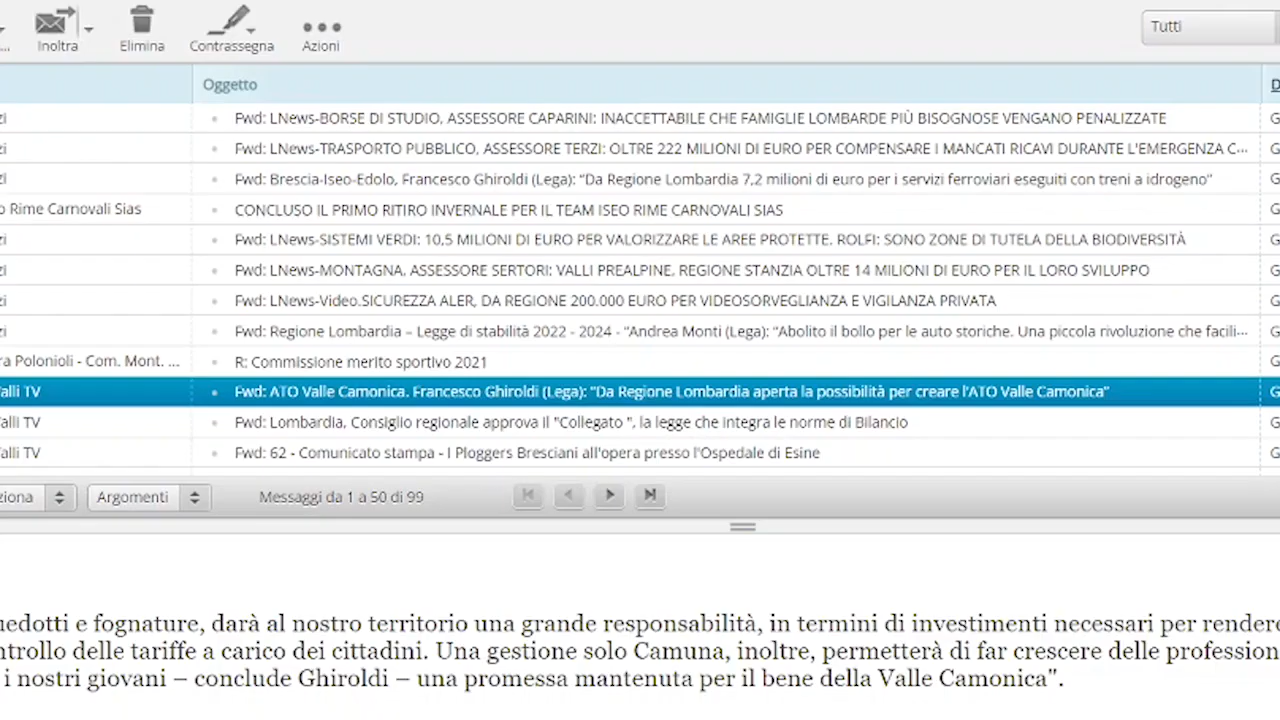 ...
Inoltra
Elimina
Contrassegna
Azioni
Tutti
Oggetto
D
zi Fwd: LNews-BORSE DI STUDIO, ASSESSORE CAPARINI: INACCETTABILE CHE FAMIGLIE LOMBARDE PIÙ BISOGNOSE VENGANO PENALIZZATE G
zi Fwd: LNews-TRASPORTO PUBBLICO, ASSESSORE TERZI: OLTRE 222 MILIONI DI EURO PER COMPENSARE I MANCATI RICAVI DURANTE L'EMERGENZA C... G
zi Fwd: Brescia-Iseo-Edolo, Francesco Ghiroldi (Lega): "Da Regione Lombardia 7,2 milioni di euro per i servizi ferroviari eseguiti con treni a idrogeno" G
o Rime Carnovali Sias CONCLUSO IL PRIMO RITIRO INVERNALE PER IL TEAM ISEO RIME CARNOVALI SIAS G
zi Fwd: LNews-SISTEMI VERDI: 10,5 MILIONI DI EURO PER VALORIZZARE LE AREE PROTETTE. ROLFI: SONO ZONE DI TUTELA DELLA BIODIVERSITÀ G
zi Fwd: LNews-MONTAGNA, ASSESSORE SERTORI: VALLI PREALPINE, REGIONE STANZIA OLTRE 14 MILIONI DI EURO PER IL LORO SVILUPPO G
zi Fwd: LNews-Video.SICUREZZA ALER, DA REGIONE 200.000 EURO PER VIDEOSORVEGLIANZA E VIGILANZA PRIVATA G
zi Fwd: Regione Lombardia – Legge di stabilità 2022 - 2024 - "Andrea Monti (Lega): "Abolito il bollo per le auto storiche. Una piccola rivoluzione che facili... G
ra Polonioli - Com. Mont. ... R: Commissione merito sportivo 2021 G
Valli TV Fwd: ATO Valle Camonica. Francesco Ghiroldi (Lega): "Da Regione Lombardia aperta la possibilità per creare l'ATO Valle Camonica" G
Valli TV Fwd: Lombardia, Consiglio regionale approva il "Collegato ", la legge che integra le norme di Bilancio G
Valli TV Fwd: 62 - Comunicato stampa - I Ploggers Bresciani all'opera presso l'Ospedale di Esine G
ziona Argomenti Messaggi da 1 a 50 di 99
uedotti e fognature, darà al nostro territorio una grande responsabilità, in termini di investimenti necessari per rendere
ntrollo delle tariffe a carico dei cittadini. Una gestione solo Camuna, inoltre, permetterà di far crescere delle profession
i nostri giovani – conclude Ghiroldi – una promessa mantenuta per il bene della Valle Camonica".